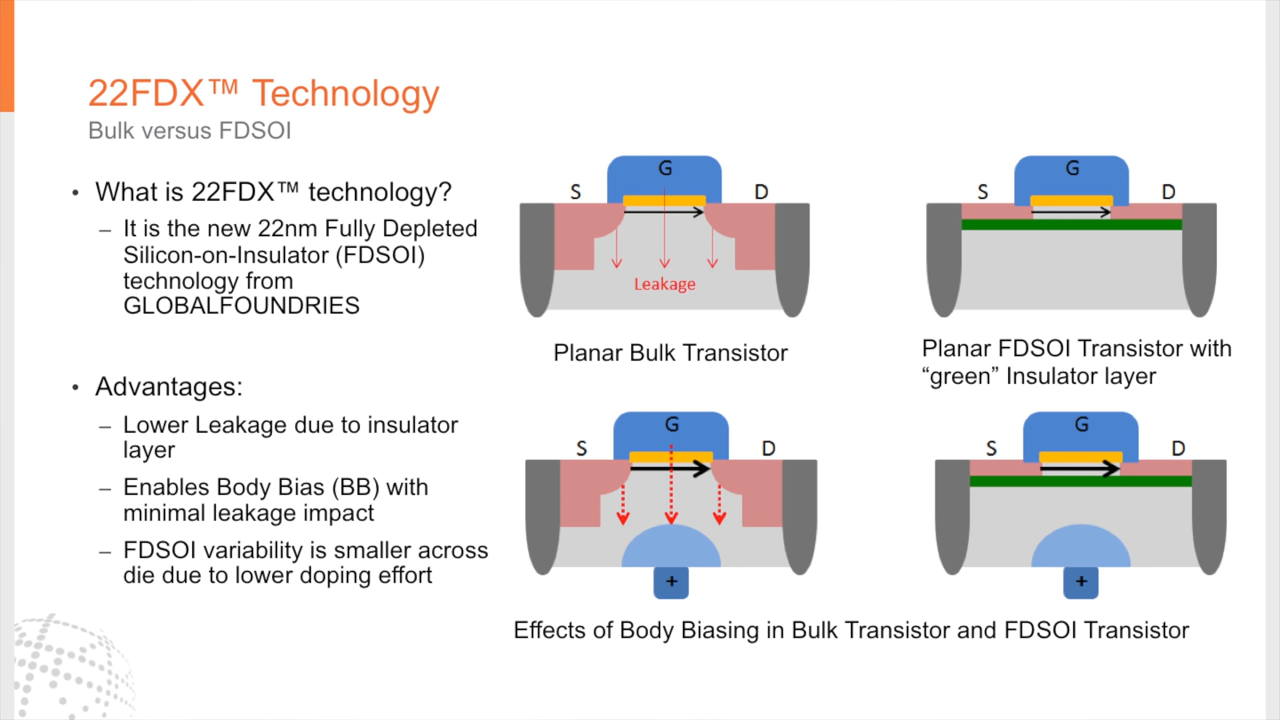 22FDX™ Technology
Bulk versus FDSOI
• What is 22FDX™ technology?
– It is the new 22nm Fully Depleted
Silicon-on-Insulator (FDSOI)
technology from
GLOBALFOUNDRIES
• Advantages:
– Lower Leakage due to insulator
layer
– Enables Body Bias (BB) with
minimal leakage impact
– FDSOI variability is smaller across
die due to lower doping effort
G
S
D
Leakage
Planar Bulk Transistor
G
S
D
Planar FDSOI Transistor with
“green” Insulator layer
G
S
D
+
G
S
D
+
Effects of Body Biasing in Bulk Transistor and FDSOI Transistor